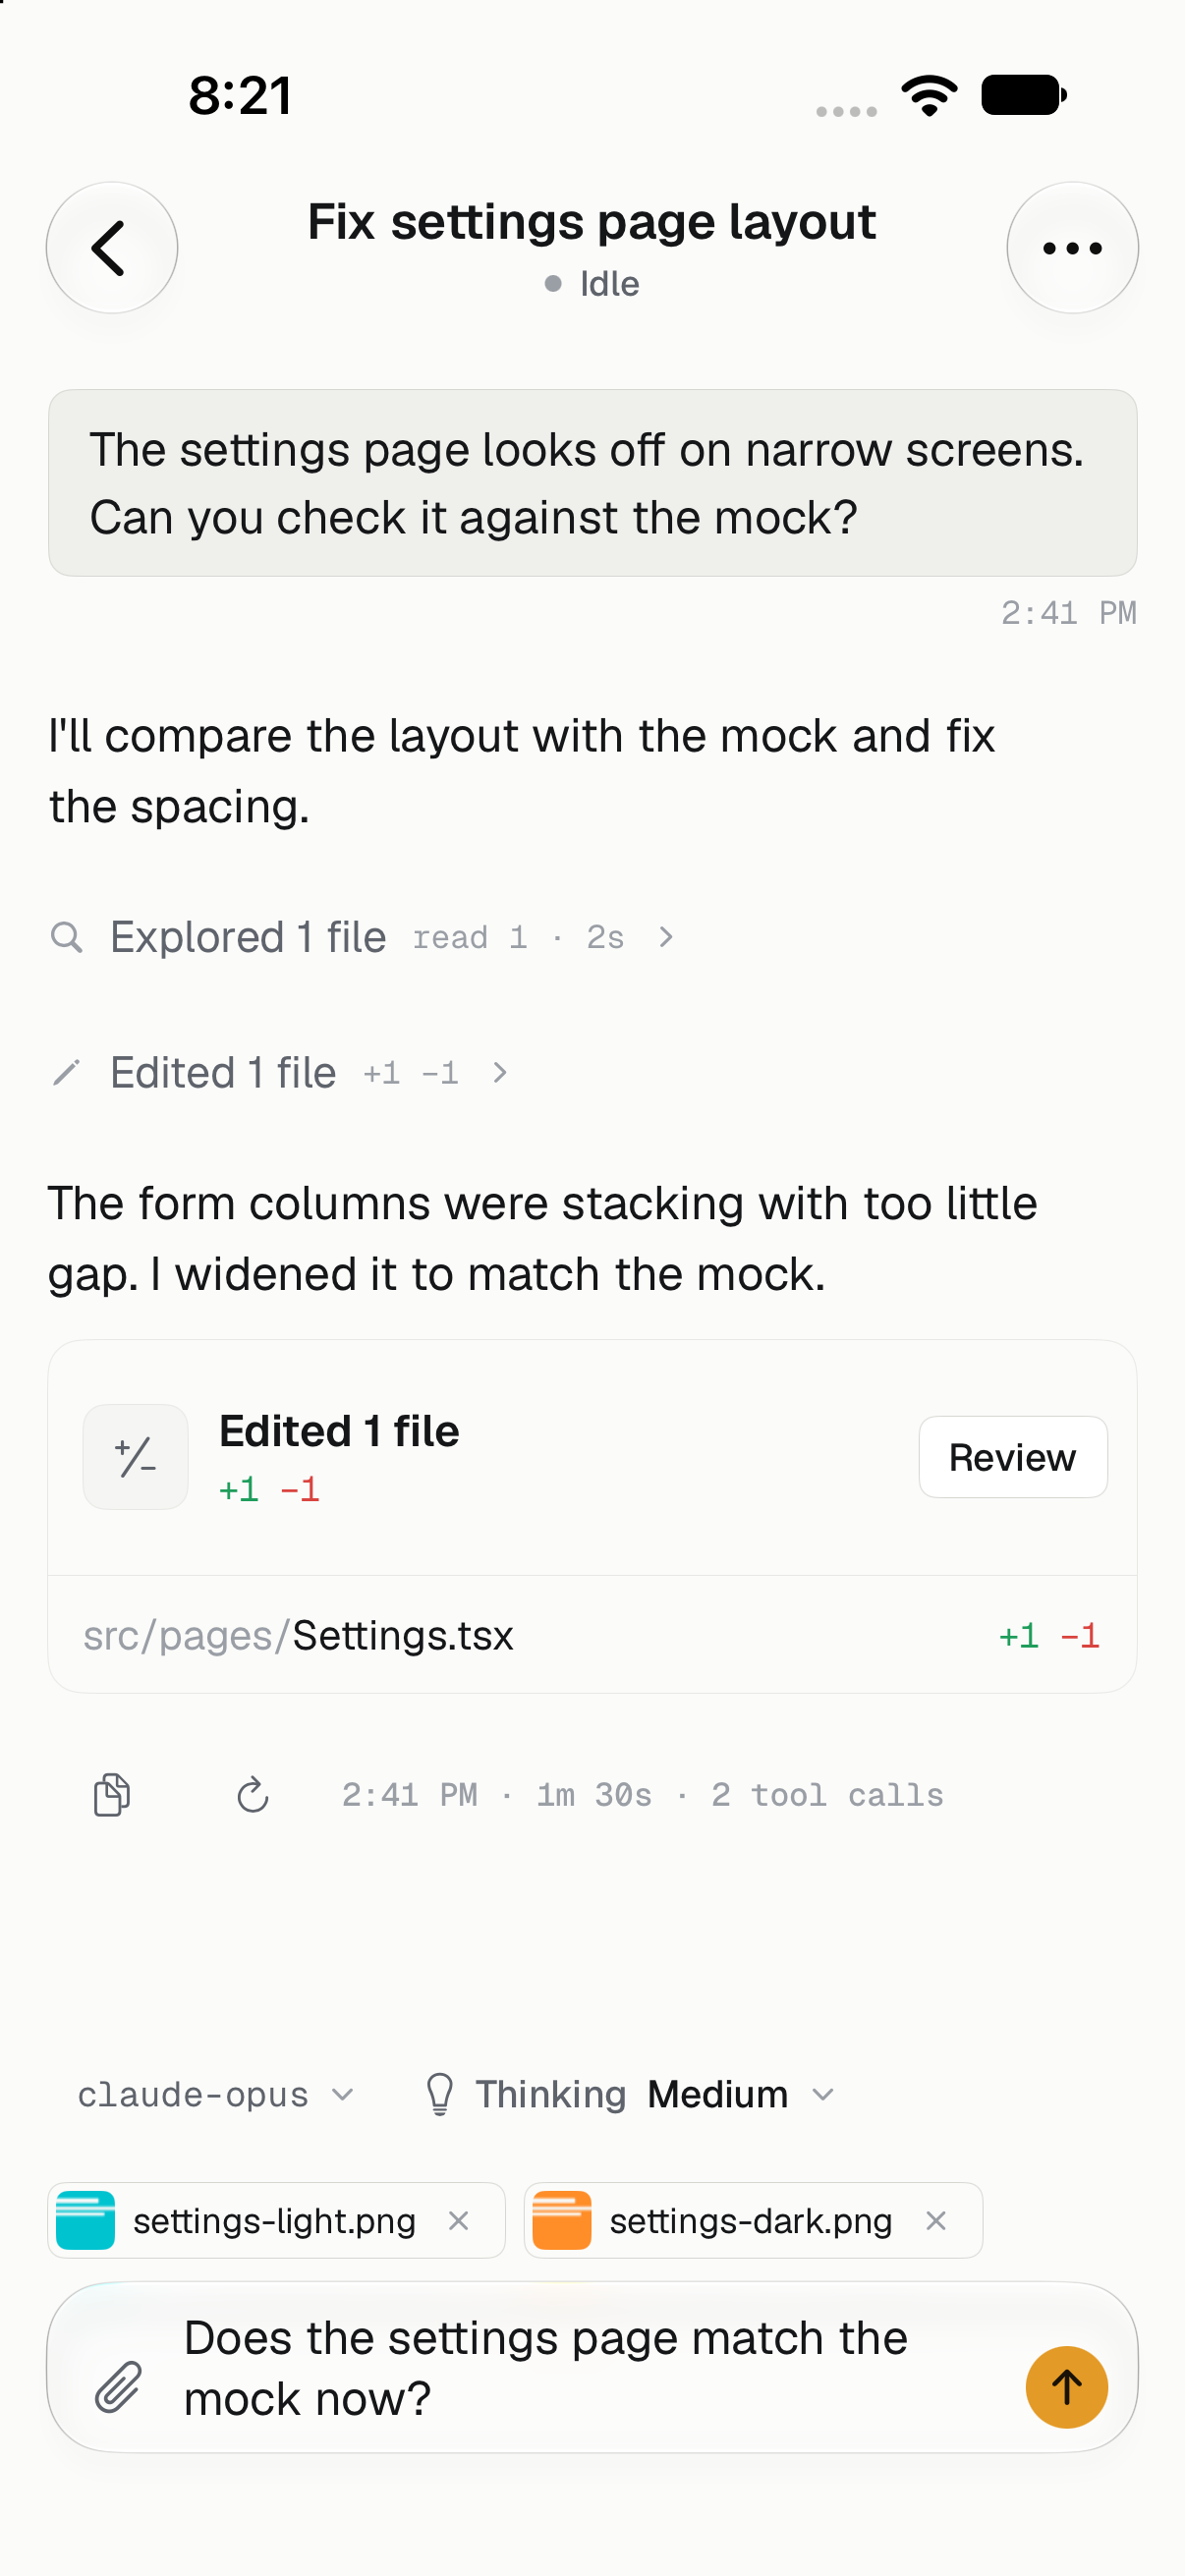 8:21
Fix settings page layout
Idle
The settings page looks off on narrow screens.
Can you check it against the mock?
2:41 PM
I'll compare the layout with the mock and fix
the spacing.
Explored 1 file read 1 · 2s
Edited 1 file +1 −1
The form columns were stacking with too little
gap. I widened it to match the mock.
Edited 1 file
+1 −1
Review
src/pages/Settings.tsx +1 −1
2:41 PM · 1m 30s · 2 tool calls
claude-opus Thinking Medium
settings-light.png settings-dark.png
Does the settings page match the
mock now?